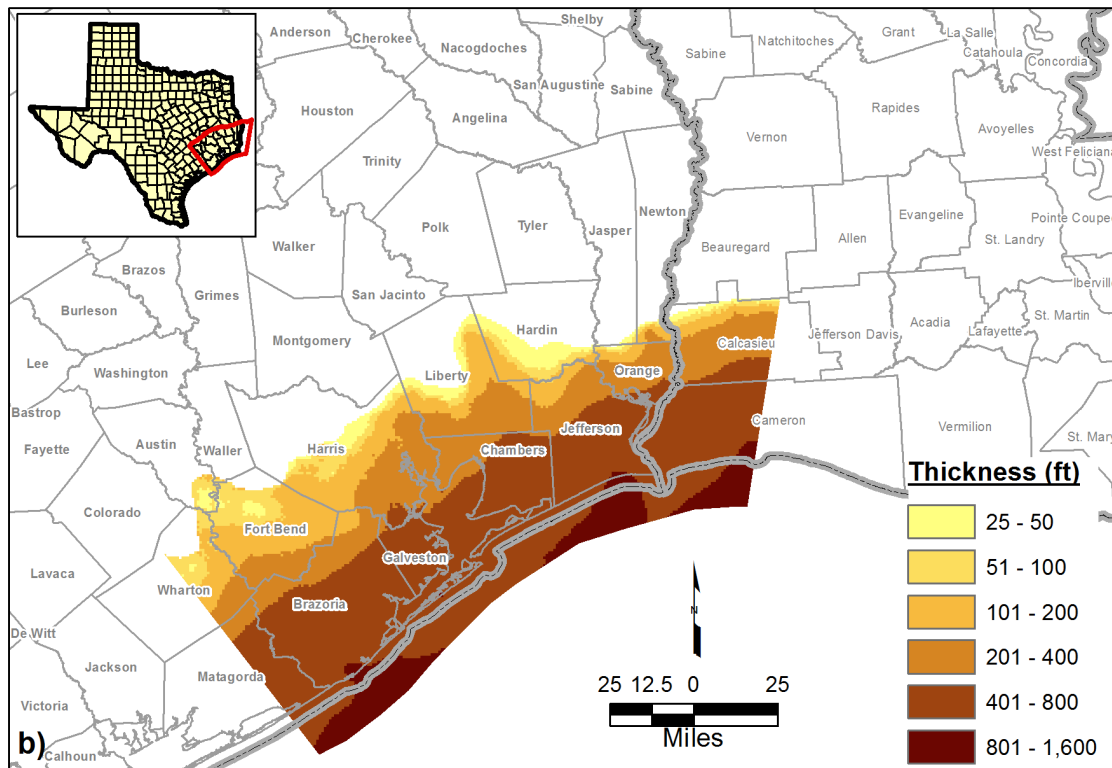 Shelby
Anderson
Cherokee
Nacogdoches
Sabine
Natchitoches
Grant
La Salle
Catahoula
Concordia
San Augustine
Sabine
Houston
Angelina
Rapides
Vernon
Avoyelles
West Feliciana
Trinity
Polk
Tyler
Jasper
Newton
Beauregard
Allen
Evangeline
St. Landry
Pointe Coupee
Walker
Brazos
Grimes
San Jacinto
Burleson
Montgomery
Hardin
Iberville
St. Martin
Jefferson Davis
Acadia
Lafayette
Calcasieu
Lee
Washington
Liberty
Orange
Bastrop
Fayette
Austin
Waller
Harris
Chambers
Jefferson
Cameron
Vermilion
St. Mary
Colorado
Fort Bend
Galveston
Lavaca
Wharton
Brazoria
De Witt
Jackson
Matagorda
Victoria
Calhoun
Thickness (ft)
25 - 50
51 - 100
101 - 200
201 - 400
401 - 800
801 - 1,600
N
25 12.5 0 25
Miles
b)